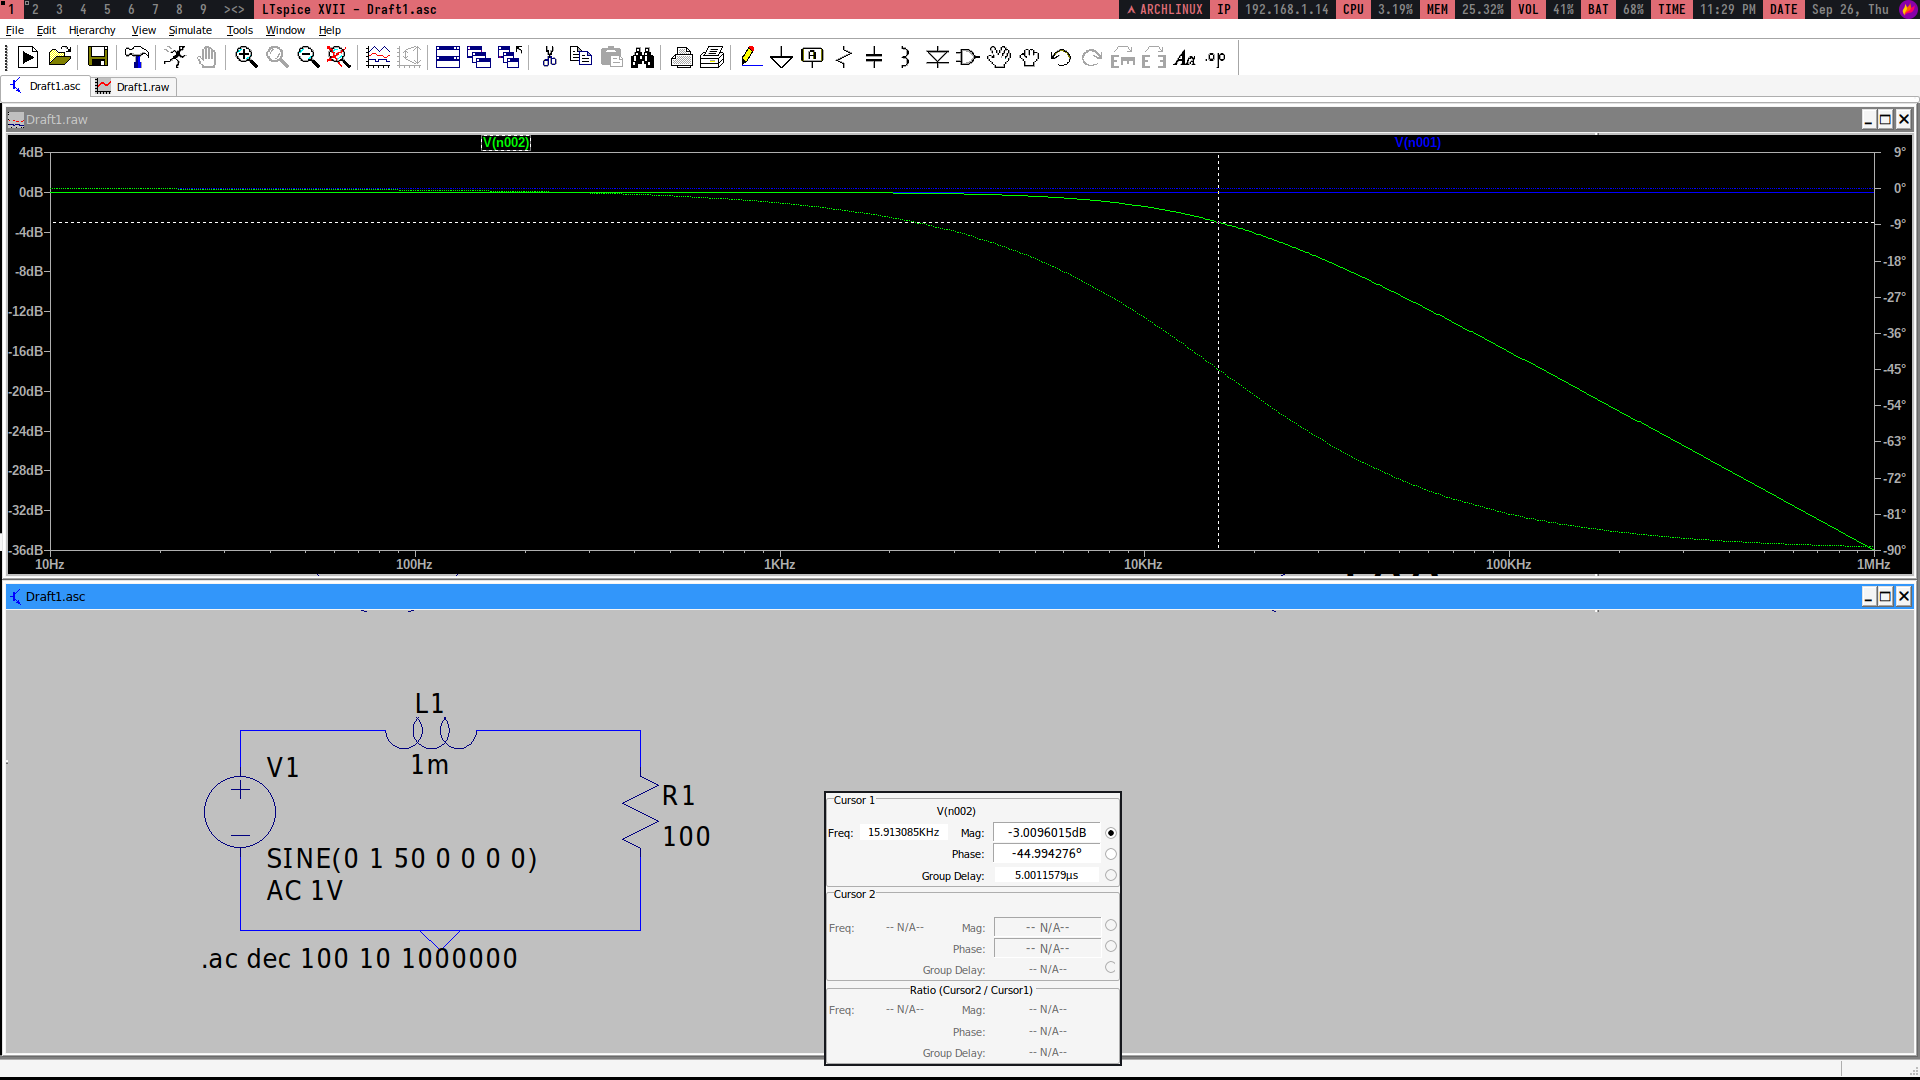 1 2 3 4 5 6 7 8 9 ><> LTspice XVII - Draft1.asc ARCHLINUX IP 192.168.1.14 CPU 3.19% MEM 25.32% VOL 41% BAT 68% TIME 11:29 PM DATE Sep 26, Thu
File Edit Hierarchy View Simulate Tools Window Help
Aa .op
Draft1.asc Draft1.raw
Draft1.raw
V(n002) V(n001)
4dB 9°
0dB 0°
-4dB -9°
-8dB -18°
-12dB -27°
-16dB -36°
-20dB -45°
-24dB -54°
-28dB -63°
-32dB -72°
-36dB -81°
-90°
10Hz 100Hz 1KHz 10KHz 100KHz 1MHz
Draft1.asc
L1
1m
V1
R1
100
SINE(0 1 50 0 0 0 0)
AC 1V
.ac dec 100 10 1000000
Cursor 1
V(n002)
Freq: 15.913085KHz Mag: -3.0096015dB
Phase: -44.994276°
Group Delay: 5.0011579µs
Cursor 2
Freq: -- N/A-- Mag: -- N/A--
Phase: -- N/A--
Group Delay: -- N/A--
Ratio (Cursor2 / Cursor1)
Freq: -- N/A-- Mag: -- N/A--
Phase: -- N/A--
Group Delay: -- N/A--